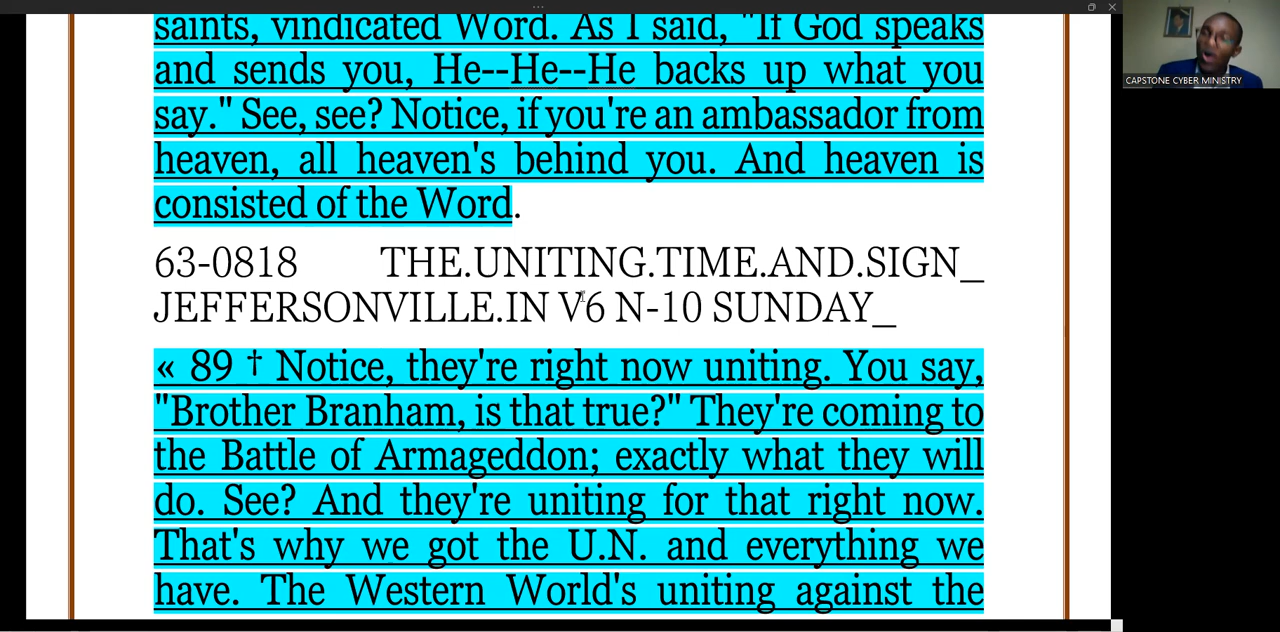 saints, vindicated Word. As I said, "If God speaks
and sends you, He--He--He backs up what you
say." See, see? Notice, if you're an ambassador from
heaven, all heaven's behind you. And heaven is
consisted of the Word.
63-0818 THE.UNITING.TIME.AND.SIGN_
JEFFERSONVILLE.IN V6 N-10 SUNDAY_
« 89 † Notice, they're right now uniting. You say,
"Brother Branham, is that true?" They're coming to
the Battle of Armageddon; exactly what they will
do. See? And they're uniting for that right now.
That's why we got the U.N. and everything we
have. The Western World's uniting against the
CAPSTONE CYBER MINISTRY